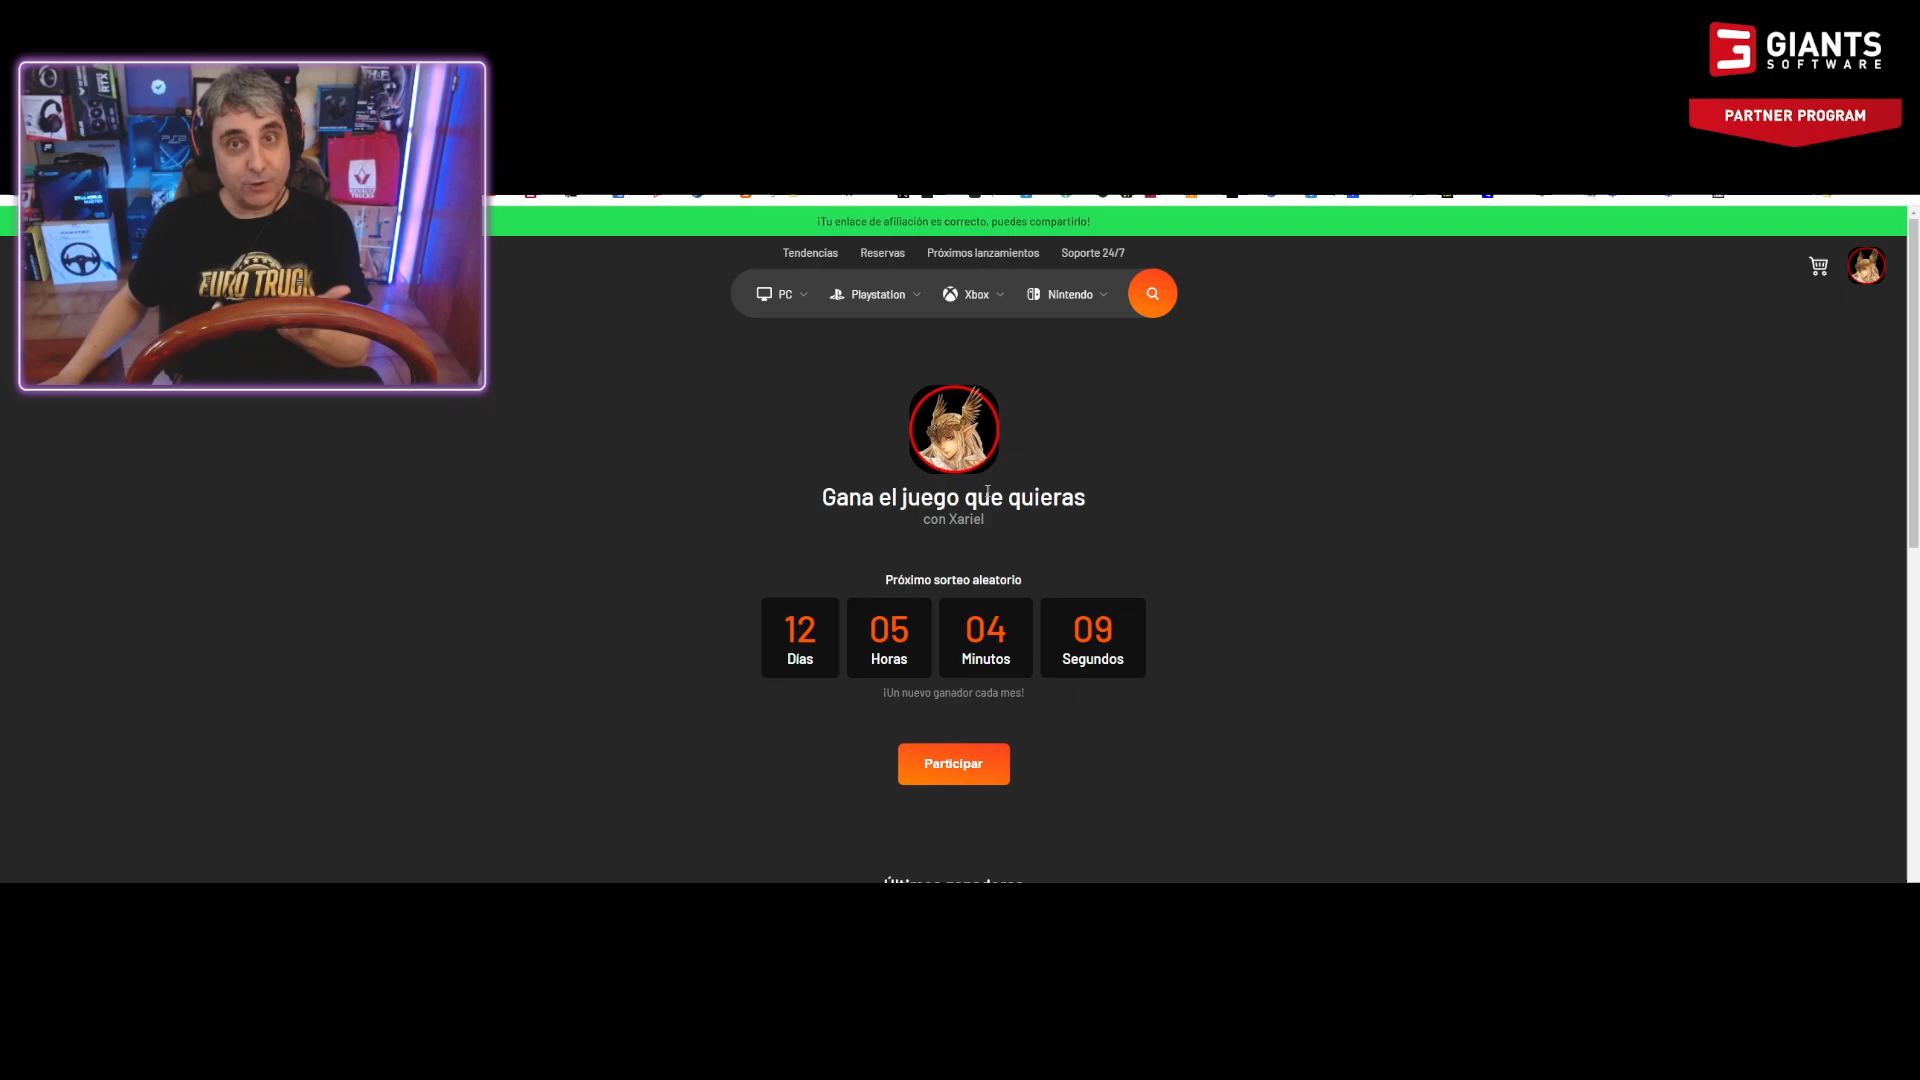 GIANTS
SOFTWARE
PARTNER PROGRAM
EURO TRUCK
¡Tu enlace de afiliación es correcto, puedes compartirlo!
Tendencias Reservas Próximos lanzamientos Soporte 24/7
PC Playstation Xbox Nintendo
Gana el juego que quieras
con Xariel
Próximo sorteo aleatorio
12 05 04 09
Días Horas Minutos Segundos
¡Un nuevo ganador cada mes!
Participar